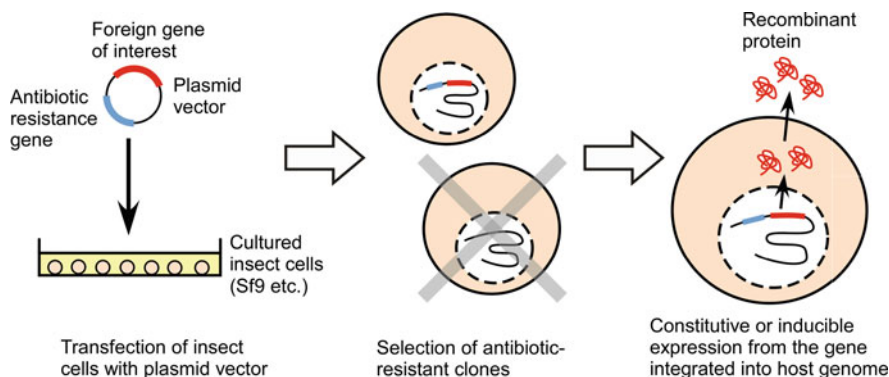 Foreign gene
of interest
Plasmid
vector
Antibiotic
resistance
gene
Cultured
insect cells
(Sf9 etc.)
Transfection of insect
cells with plasmid vector
Selection of antibiotic-
resistant clones
Recombinant
protein
Constitutive or inducible
expression from the gene
integrated into host genome